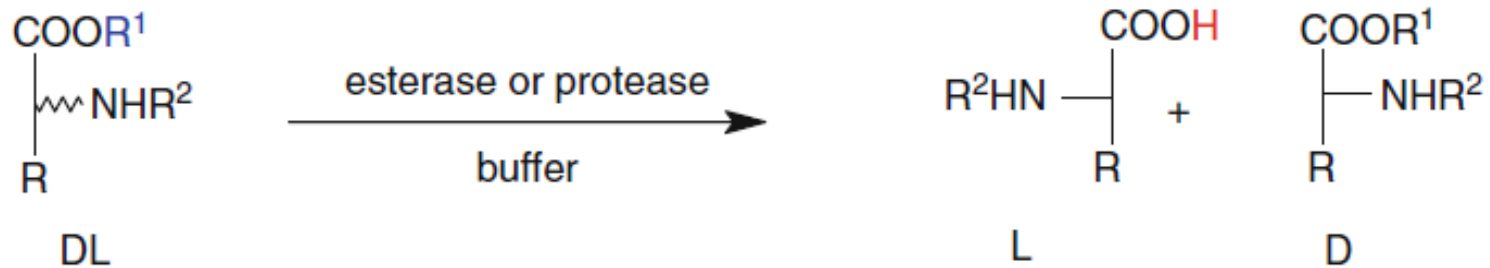 COOR¹
NHR²
R
DL
esterase or protease
buffer
COOH
R²HN
R
L
+
COOR¹
NHR²
R
D